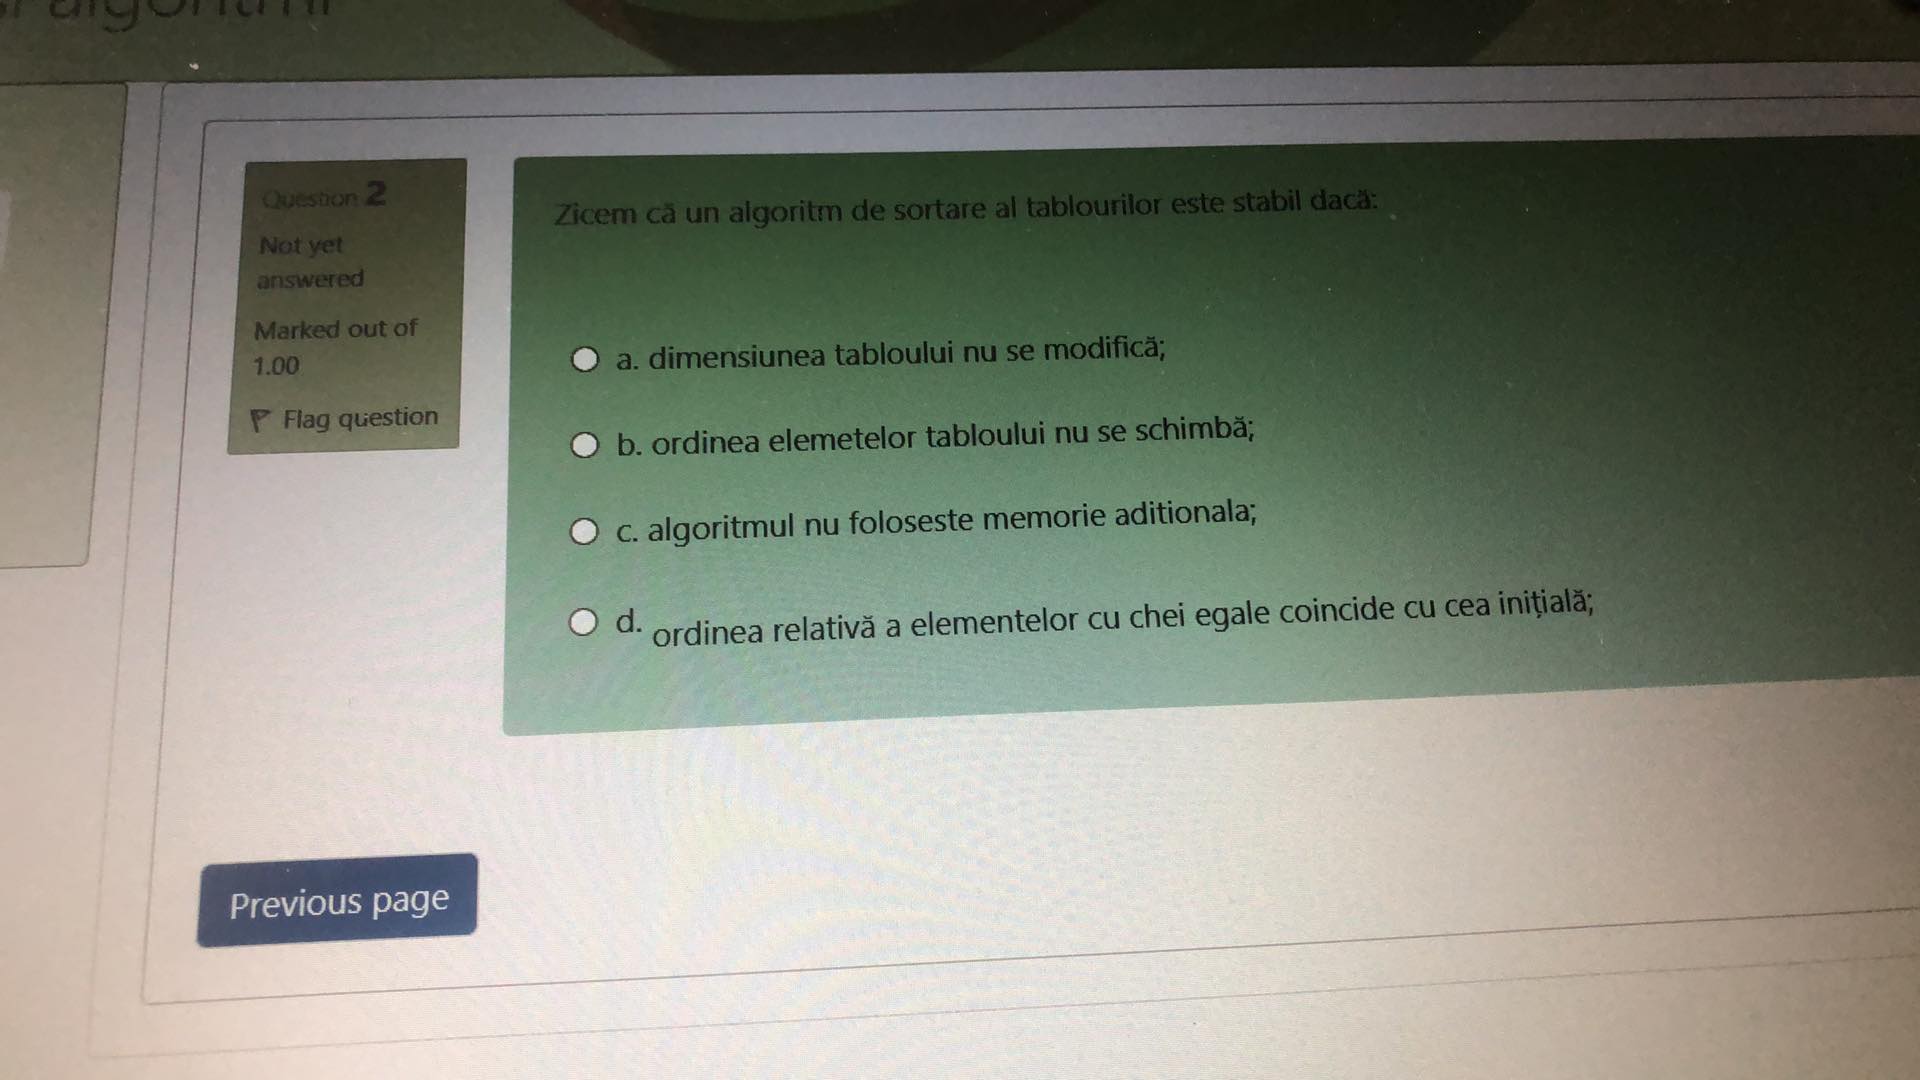 algoritmi
Question 2
Not yet
answered
Marked out of
1.00
Flag question
Zicem că un algoritm de sortare al tablourilor este stabil dacă:
a. dimensiunea tabloului nu se modifică;
b. ordinea elemetelor tabloului nu se schimbă;
c. algoritmul nu foloseste memorie aditionala;
d. ordinea relativă a elementelor cu chei egale coincide cu cea inițială;
Previous page